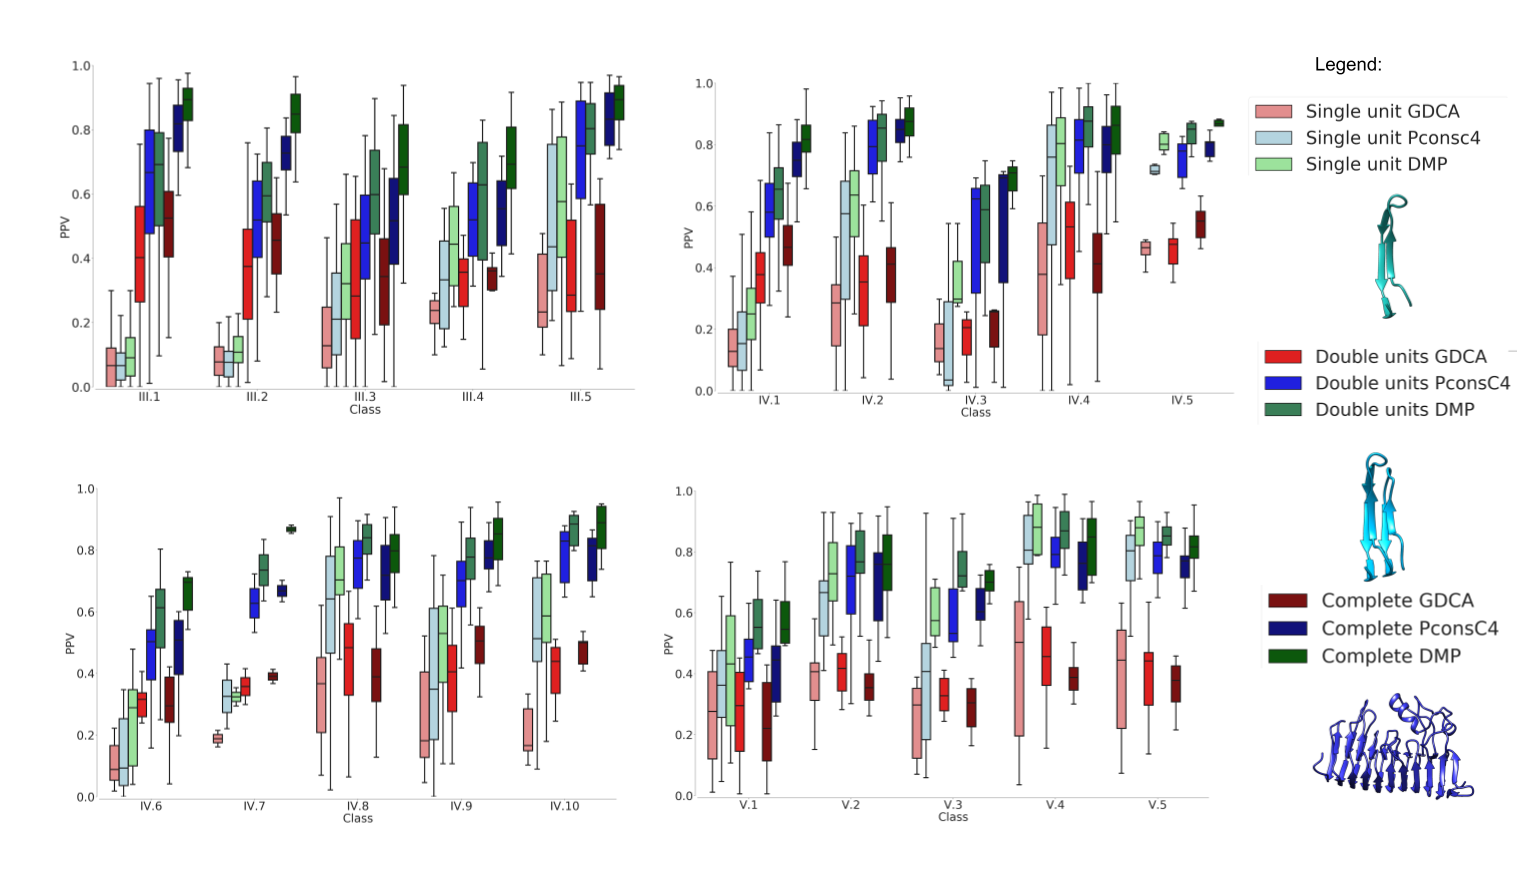 Legend:
Single unit GDCA
Single unit Pconsc4
Single unit DMP
Double units GDCA
Double units PconsC4
Double units DMP
Complete GDCA
Complete PconsC4
Complete DMP
1.0
0.8
0.6
0.4
0.2
0.0
PPV
III.1 III.2 III.3 III.4 III.5
Class
1.0
0.8
0.6
0.4
0.2
0.0
PPV
IV.1 IV.2 IV.3 IV.4 IV.5
Class
1.0
0.8
0.6
0.4
0.2
0.0
PPV
IV.6 IV.7 IV.8 IV.9 IV.10
Class
1.0
0.8
0.6
0.4
0.2
0.0
PPV
V.1 V.2 V.3 V.4 V.5
Class